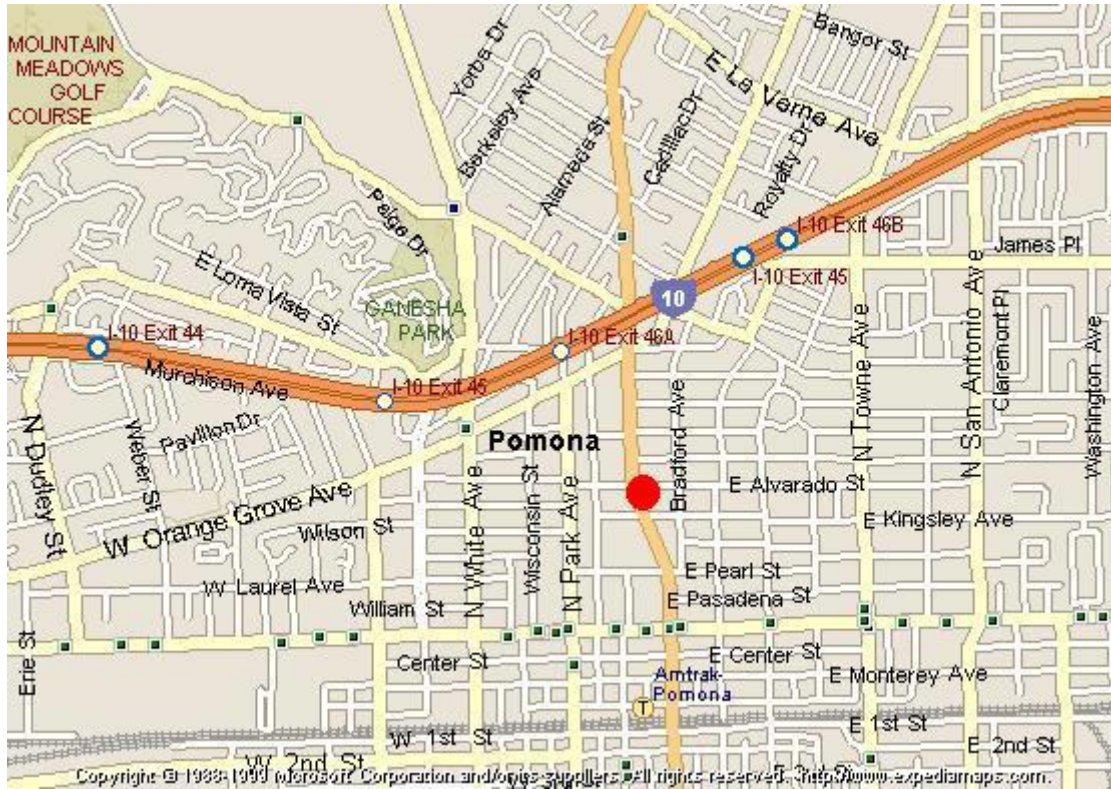 MOUNTAIN
MEADOWS
GOLF
COURSE
Yorba Dr
Berkeley Ave
Alameda St
Cadillac Dr
E La Verne Ave
Bangor St
Royalty Dr
Paige Dr
E Loma Vista St
GANESHA
PARK
I-10 Exit 46B
James Pl
I-10 Exit 45
10
I-10 Exit 44
I-10 Exit 46A
Murchison Ave
I-10 Exit 45
Pavilion Dr
Weber St
N Dudley St
Pomona
N Towne Ave
N San Antonio Ave
Claremont Pl
Washington Ave
Bradford Ave
E Alvarado St
E Kingsley Ave
W Orange Grove Ave
Wilson St
N White Ave
Wisconsin St
N Park Ave
W Laurel Ave
William St
E Pearl St
E Pasadena St
Erie St
Center St
E Center St
E Monterey Ave
Amtrak-
Pomona
T
W 1st St
E 1st St
W 2nd St
E 2nd St
E 3rd St
Copyright © 1988-1999 Microsoft Corporation and/or its suppliers. All rights reserved. http://www.expediamaps.com.